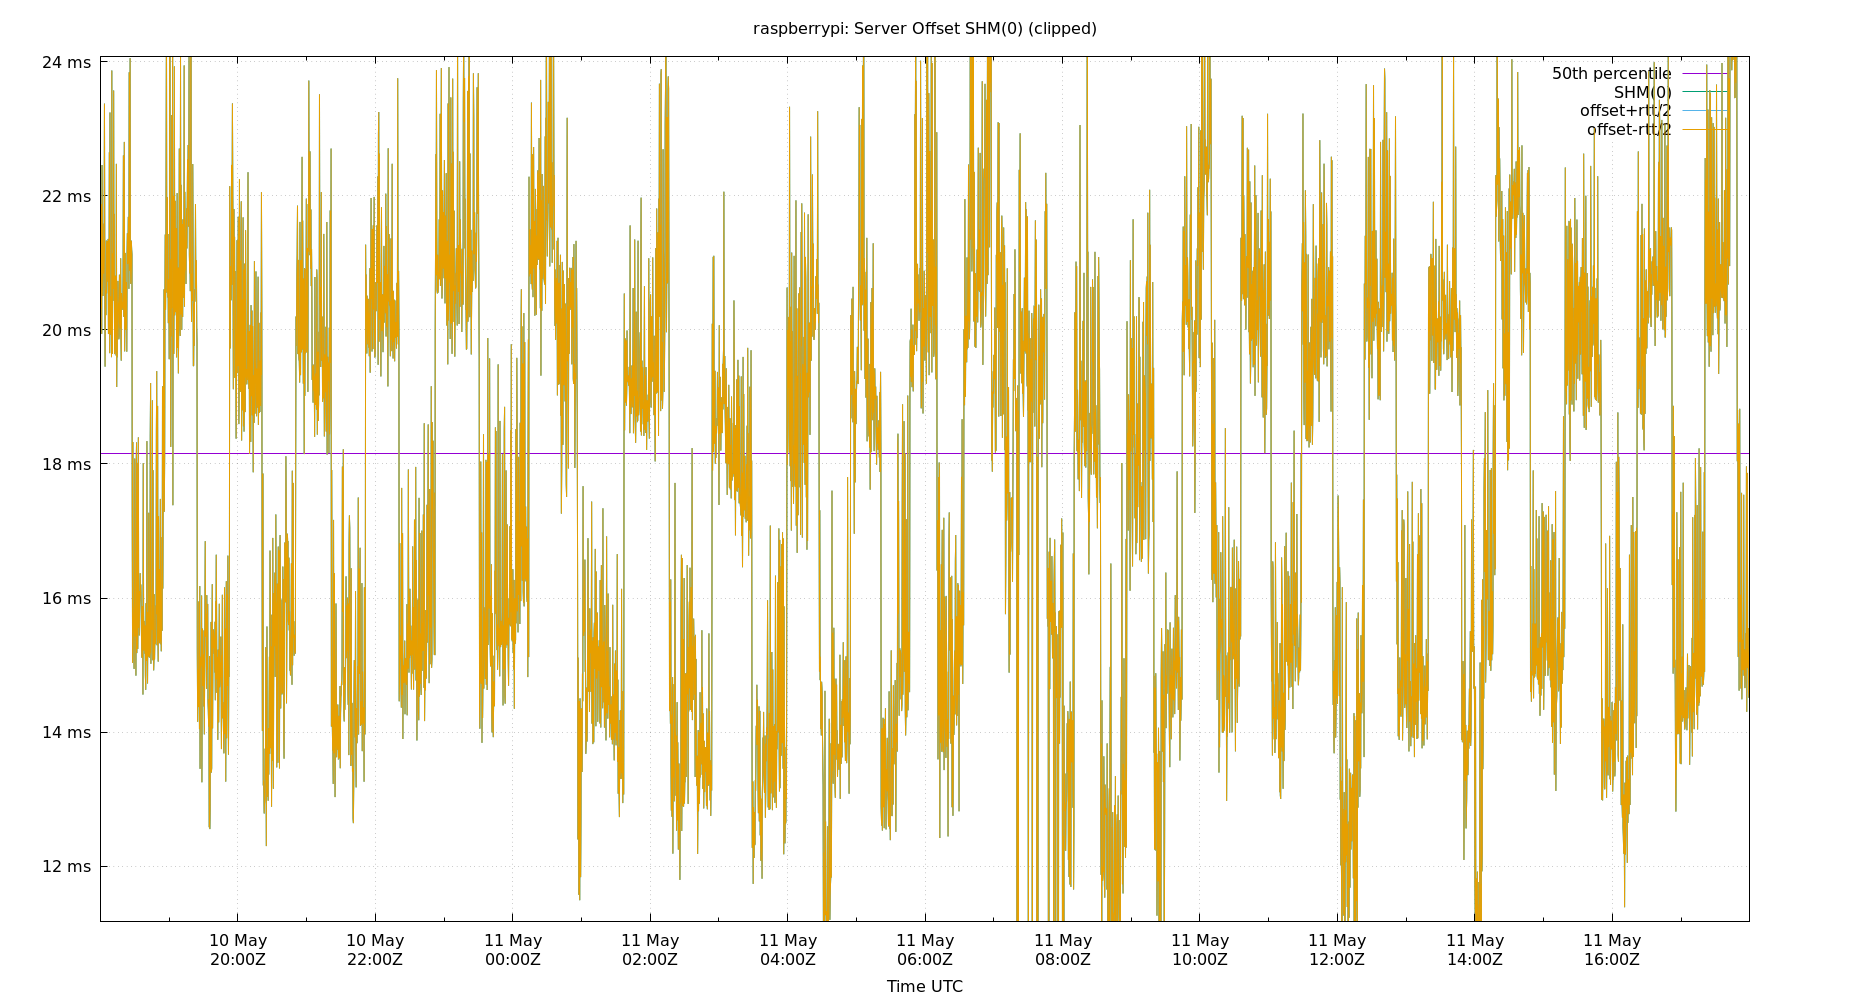 raspberrypi: Server Offset SHM(0) (clipped)
24 ms
22 ms
20 ms
18 ms
16 ms
14 ms
12 ms
50th percentile
SHM(0)
offset+rtt/2
offset-rtt/2
10 May
20:00Z
10 May
22:00Z
11 May
00:00Z
11 May
02:00Z
11 May
04:00Z
11 May
06:00Z
11 May
08:00Z
11 May
10:00Z
11 May
12:00Z
11 May
14:00Z
11 May
16:00Z
Time UTC